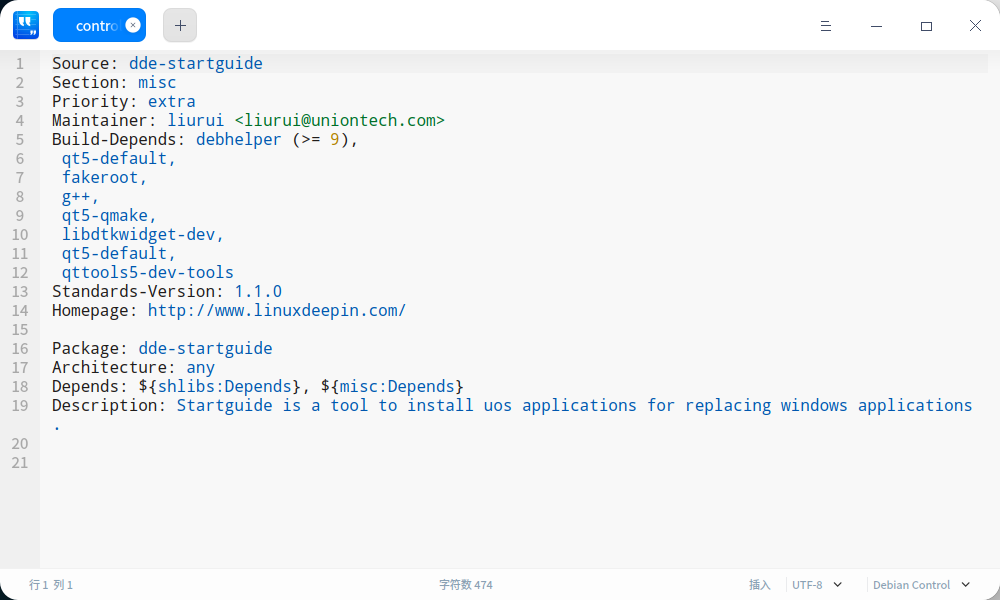 contro
1 Source: dde-startguide
2 Section: misc
3 Priority: extra
4 Maintainer: liurui <liurui@uniontech.com>
5 Build-Depends: debhelper (>= 9),
6 qt5-default,
7 fakeroot,
8 g++,
9 qt5-qmake,
10 libdtkwidget-dev,
11 qt5-default,
12 qttools5-dev-tools
13 Standards-Version: 1.1.0
14 Homepage: http://www.linuxdeepin.com/
15
16 Package: dde-startguide
17 Architecture: any
18 Depends: ${shlibs:Depends}, ${misc:Depends}
19 Description: Startguide is a tool to install uos applications for replacing windows applications
.
20
21
行 1 列 1 字符数 474 插入 UTF-8 Debian Control